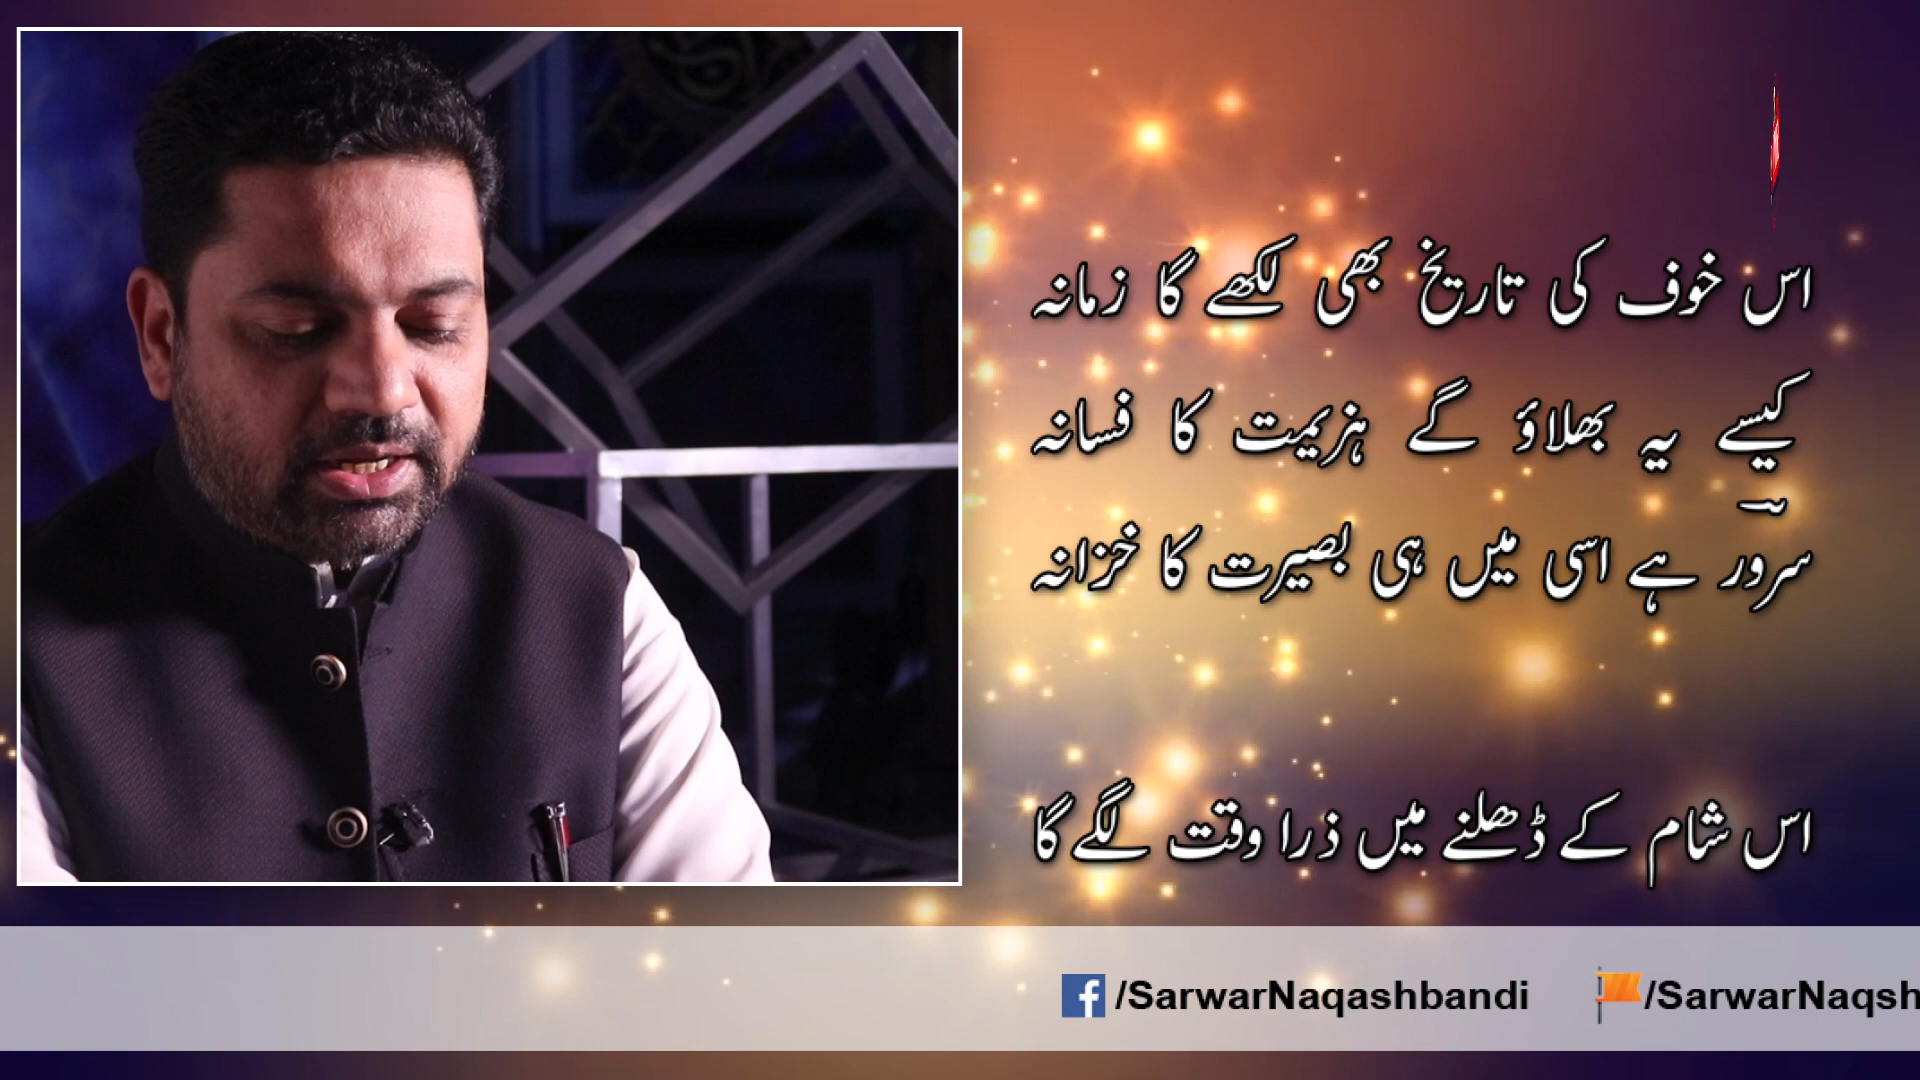 اس خوف کی تاریخ بھی لکھے گا زمانہ
کیسے یہ بھلاؤ گے ہزیمت کا فسانہ
سرور ہے اسی میں ہی بصیرت کا خزانہ
اس شام کے ڈھلنے میں ذرا وقت لگے گا
/SarwarNaqashbandi /SarwarNaqsh